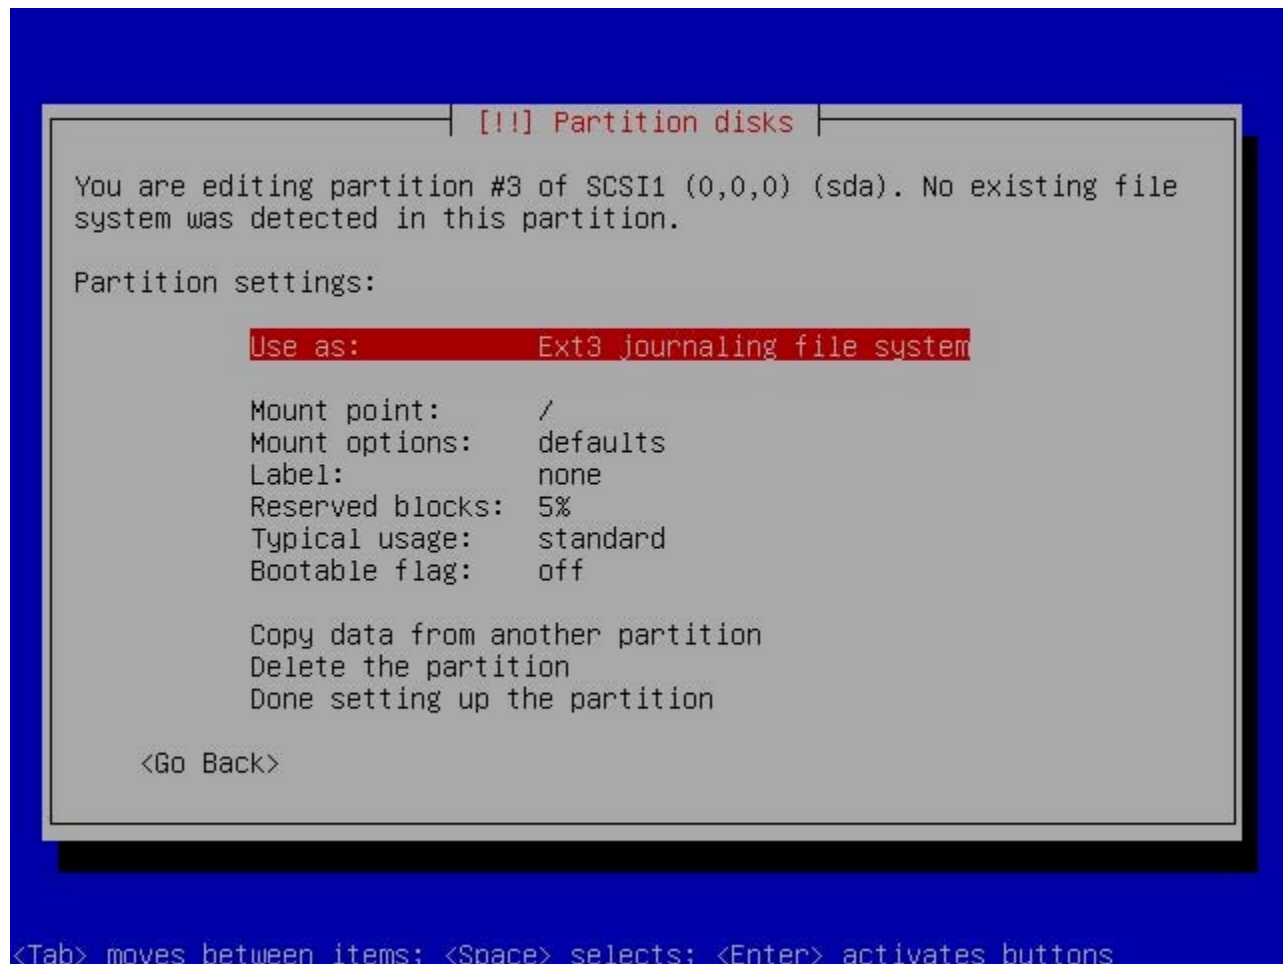 [!!] Partition disks
You are editing partition #3 of SCSI1 (0,0,0) (sda). No existing file
system was detected in this partition.
Partition settings:
Use as: Ext3 journaling file system
Mount point: /
Mount options: defaults
Label: none
Reserved blocks: 5%
Typical usage: standard
Bootable flag: off
Copy data from another partition
Delete the partition
Done setting up the partition
<Go Back>
<Tab> moves between items; <Space> selects; <Enter> activates buttons